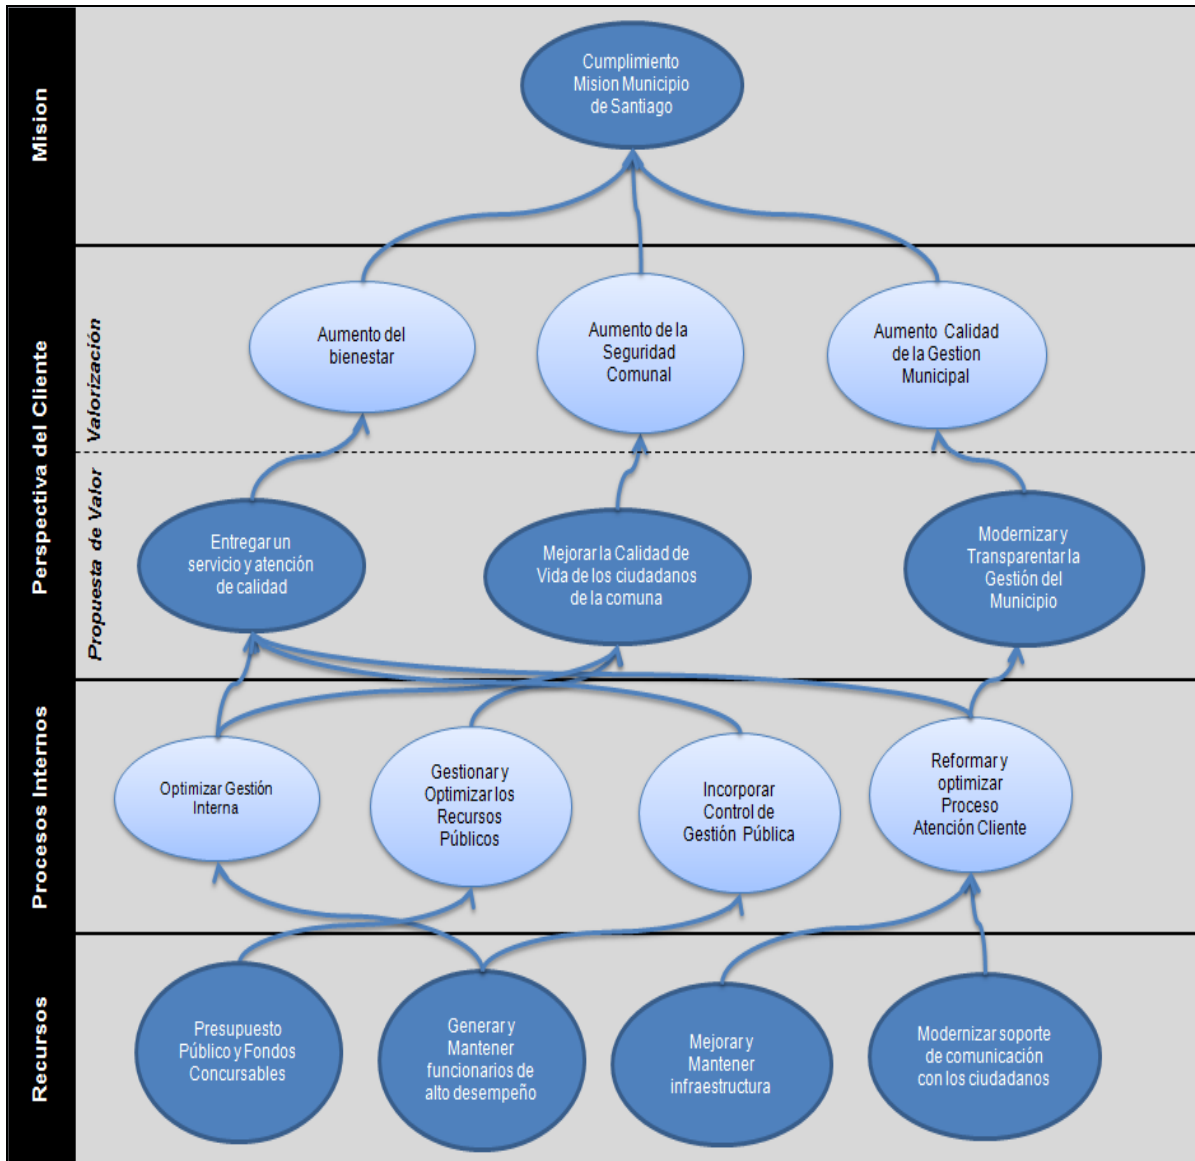 Mision
Cumplimiento
Mision Municipio
de Santiago
Perspectiva del Cliente
Valorización
Aumento del
bienestar
Aumento de la
Seguridad
Comunal
Aumento Calidad
de la Gestion
Municipal
Propuesta de Valor
Entregar un
servicio y atención
de calidad
Mejorar la Calidad de
Vida de los ciudadanos
de la comuna
Modernizar y
Transparentar la
Gestión del
Municipio
Procesos Internos
Optimizar Gestión
Interna
Gestionar y
Optimizar los
Recursos
Públicos
Incorporar
Control de
Gestión Pública
Reformar y
optimizar
Proceso
Atención Cliente
Recursos
Presupuesto
Público y Fondos
Concursables
Generar y
Mantener
funcionarios de
alto desempeño
Mejorar y
Mantener
infraestructura
Modernizar soporte
de comunicación
con los ciudadanos